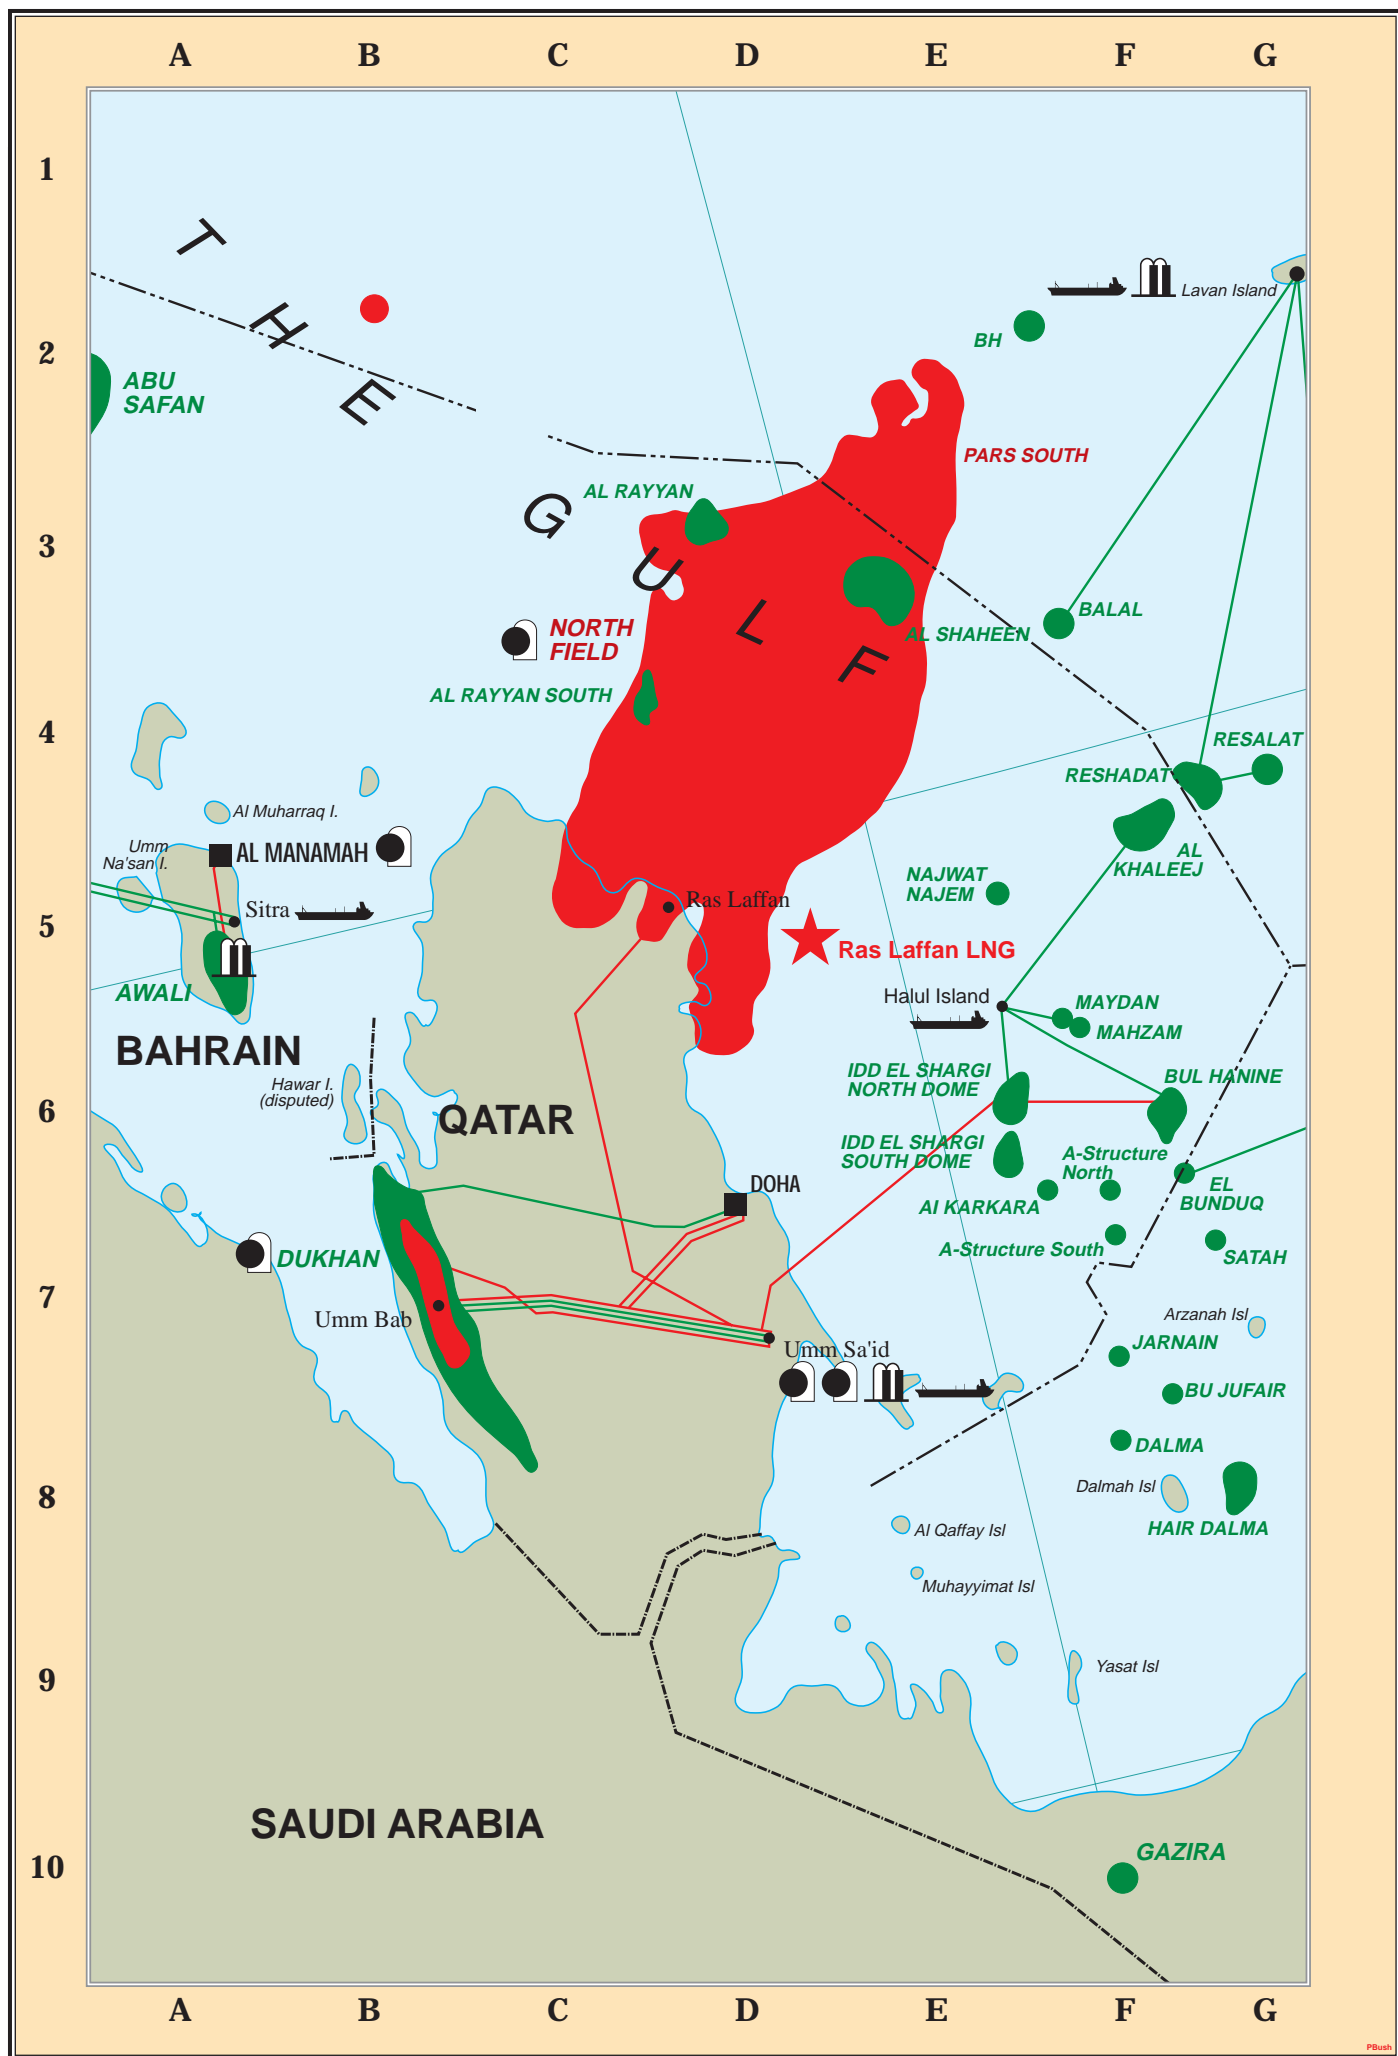 A B C D E F G
1
T
Lavan Island
H
BH
2
ABU
SAFAN
E
PARS SOUTH
AL RAYYAN
G
3
U
BALAL
L
NORTH
FIELD
AL SHAHEEN
F
AL RAYYAN SOUTH
4
RESALAT
RESHADAT
Al Muharraq I.
Umm
Na'san I.
AL MANAMAH
AL
KHALEEJ
NAJWAT
NAJEM
Ras Laffan
Sitra
5
Ras Laffan LNG
AWALI
Halul Island
MAYDAN
MAHZAM
BAHRAIN
IDD EL SHARGI
NORTH DOME
BUL HANINE
Hawar I.
(disputed)
6
QATAR
IDD EL SHARGI
SOUTH DOME
A-Structure
North
DOHA
EL
BUNDUQ
Al KARKARA
A-Structure South
DUKHAN
SATAH
7
Umm Bab
Arzanah Isl
JARNAIN
Umm Sa'id
BU JUFAIR
DALMA
8
Dalmah Isl
HAIR DALMA
Al Qaffay Isl
Muhayyimat Isl
9
Yasat Isl
SAUDI ARABIA
GAZIRA
10
A B C D E F G
PBush